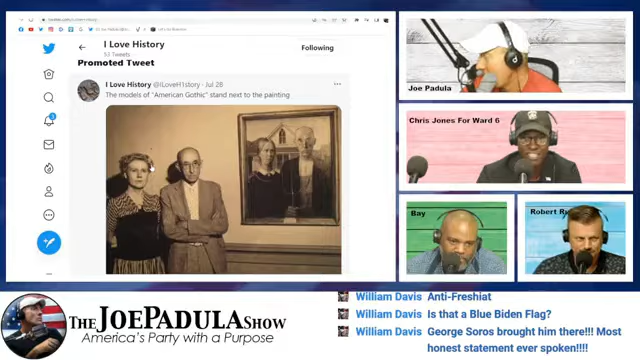 I Love History
53 Tweets
Following
Promoted Tweet
I Love History @ILoveH1story · Jul 28
The models of "American Gothic" stand next to the painting
Joe Padula
Chris Jones For Ward 6
Bay
THE JOEPADULA SHOW
America's Party with a Purpose
William Davis Anti-Freshiat
William Davis Is that a Blue Biden Flag?
William Davis George Soros brought him there!!! Most
honest statement ever spoken!!!!